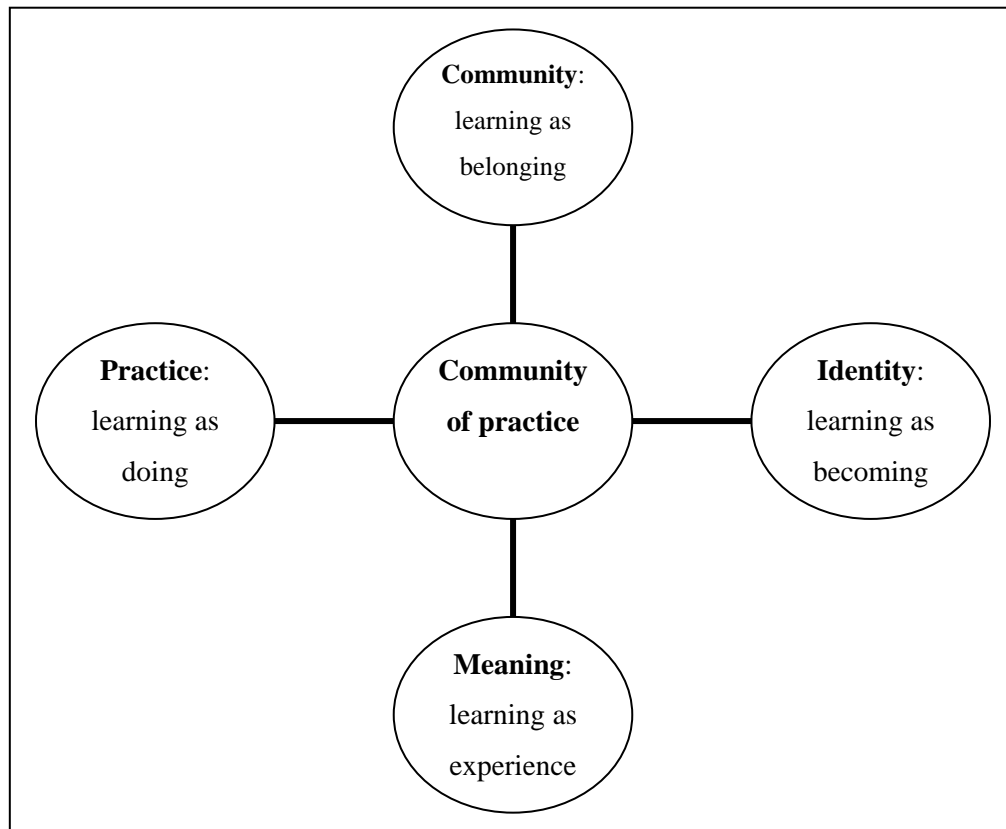 Community:
learning as
belonging
Practice:
learning as
doing
Community
of practice
Identity:
learning as
becoming
Meaning:
learning as
experience